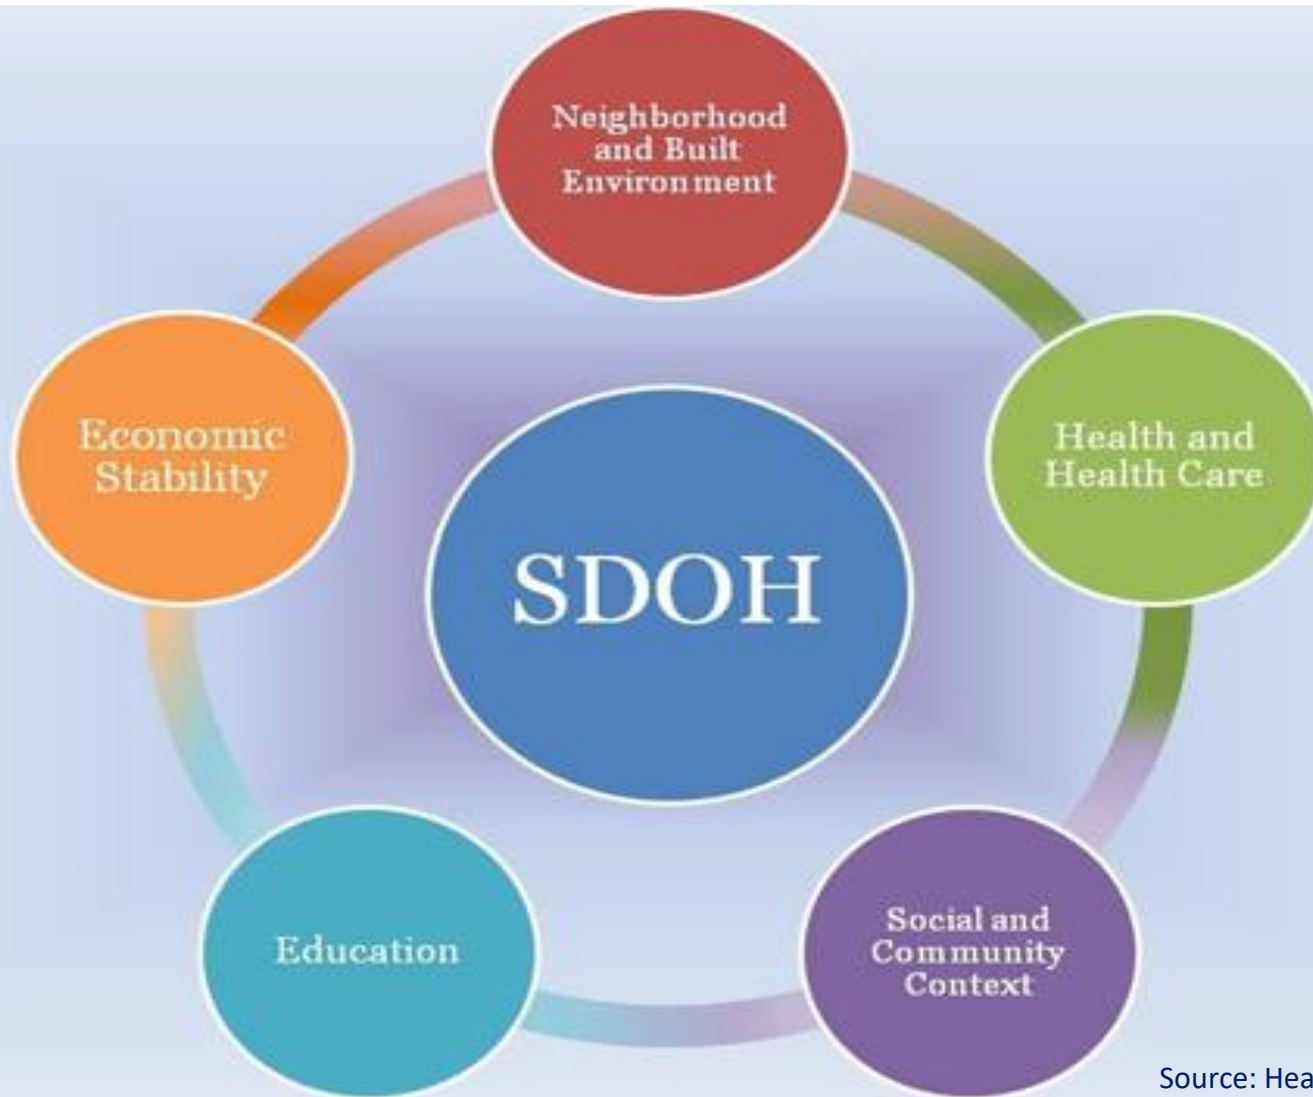 Neighborhood
and Built
Environment
Economic
Stability
Health and
Health Care
SDOH
Education
Social and
Community
Context
Source: Hea